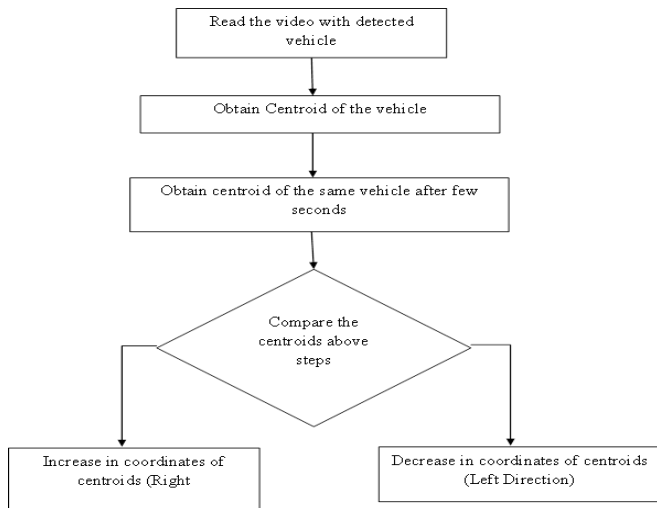 Read the video with detected
vehicle
Obtain Centroid of the vehicle
Obtain centroid of the same vehicle after few
seconds
Compare the
centroids above
steps
Increase in coordinates of
centroids (Right
Decrease in coordinates of centroids
(Left Direction)